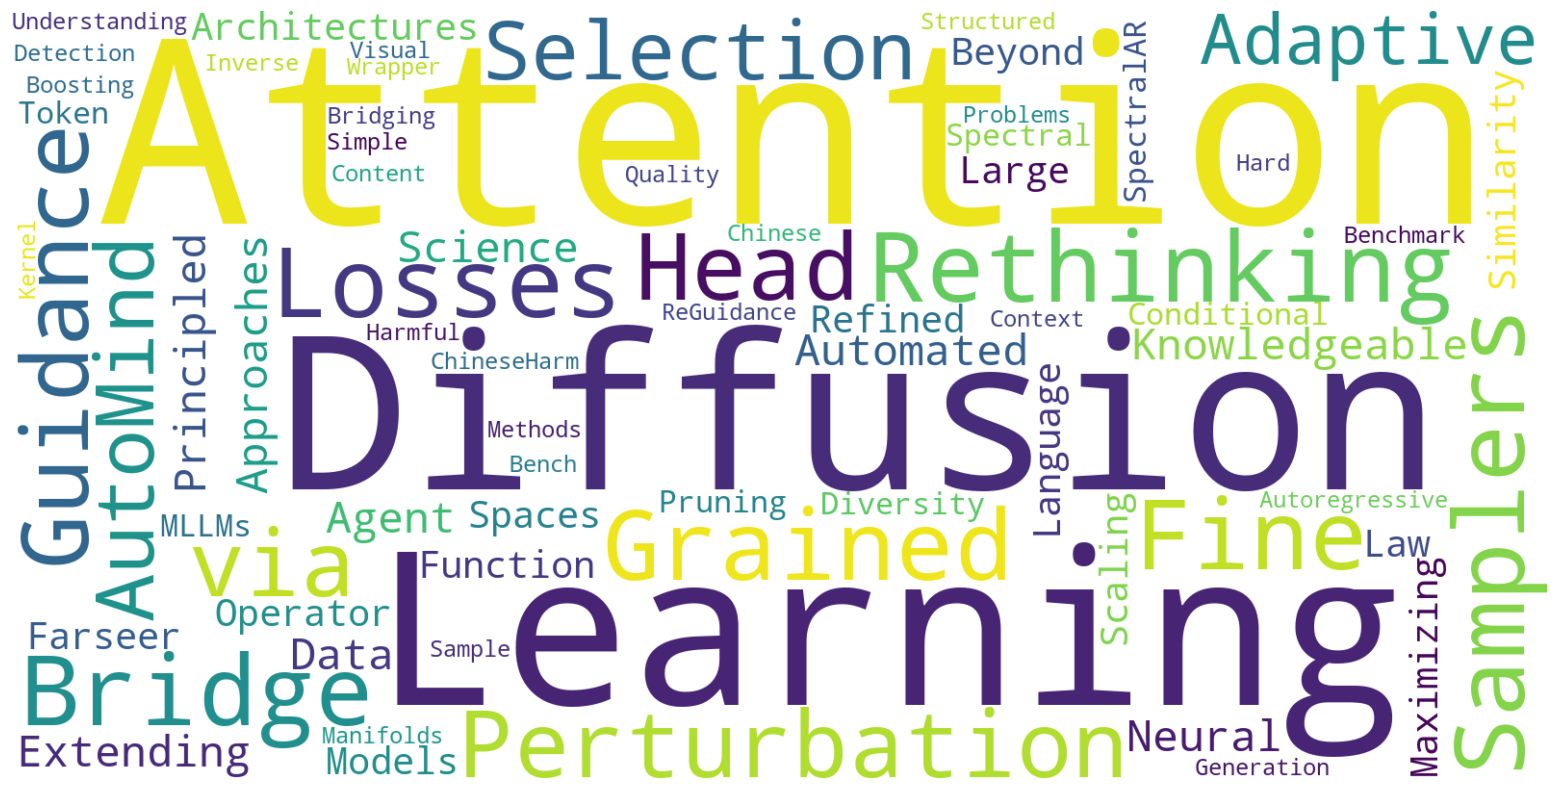 Understanding
Architectures
Structured
Detection
Visual
Selection
Beyond
Adaptive
Inverse
Wrapper
Boosting
Attention
SpectralAR
Token
Bridging
Problems
Simple
Spectral
Similarity
Content
Quality
Large
Hard
Guidance
Kernel
AutoMind
Principled
Approaches
Science
Chinese
Benchmark
Losses
Head
Rethinking
Harmful
ReGuidance
Refined
Context
Conditional
ChineseHarm
Automated
Knowledgeable
Diffusion
Samplers
Language
Methods
Bench
MLLMs
Agent
Spaces
Pruning
Diversity
Autoregressive
via
Function
Grained
Scaling
Fine
Law
Operator
Learning
Maximizing
Farseer
Data
Sample
Bridge
Perturbation
Extending
Manifolds
Models
Neural
Generation